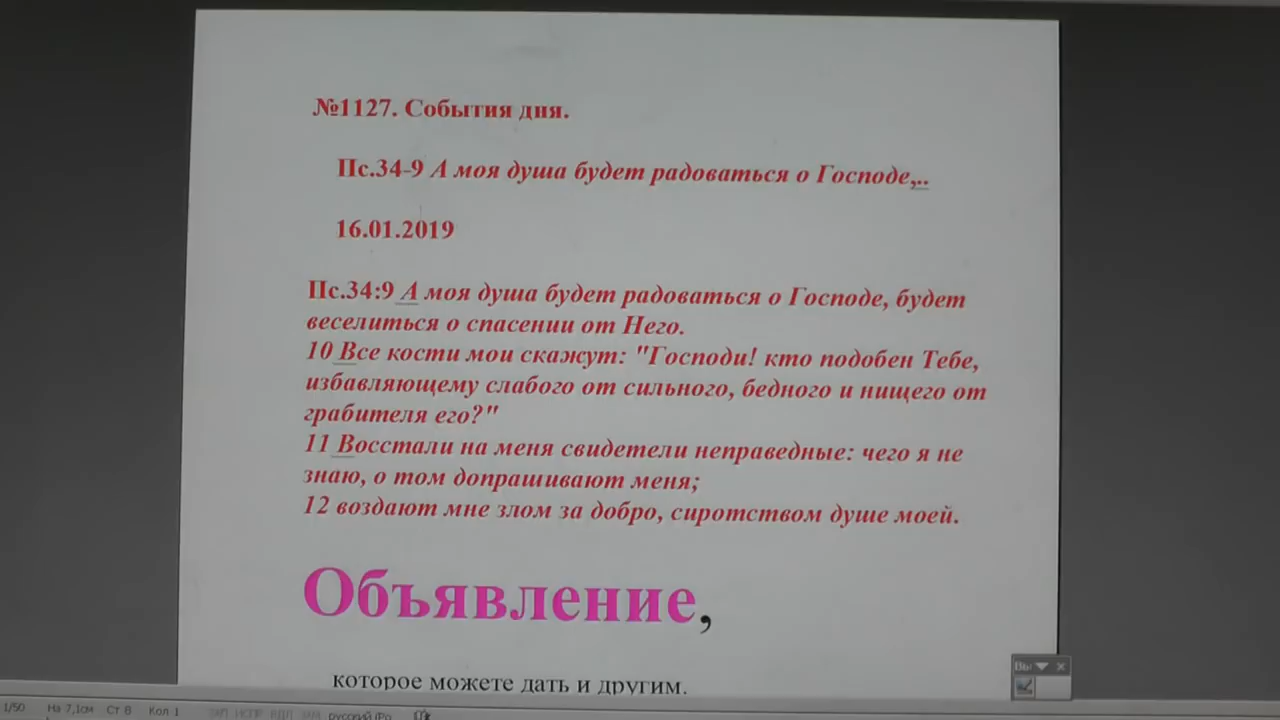 №1127. События дня.
Пс.34-9 А моя душа будет радоваться о Господе,..
16.01.2019
Пс.34:9 А моя душа будет радоваться о Господе, будет
веселиться о спасении от Него.
10 Все кости мои скажут: "Господи! кто подобен Тебе,
избавляющему слабого от сильного, бедного и нищего от
грабителя его?"
11 Восстали на меня свидетели неправедные: чего я не
знаю, о том допрашивают меня;
12 воздают мне злом за добро, сиротством душе моей.
Объявление,
которое можете дать и другим.
Вы
1/50 На 7,1см Ст 8 Кол 1 русский (Ро